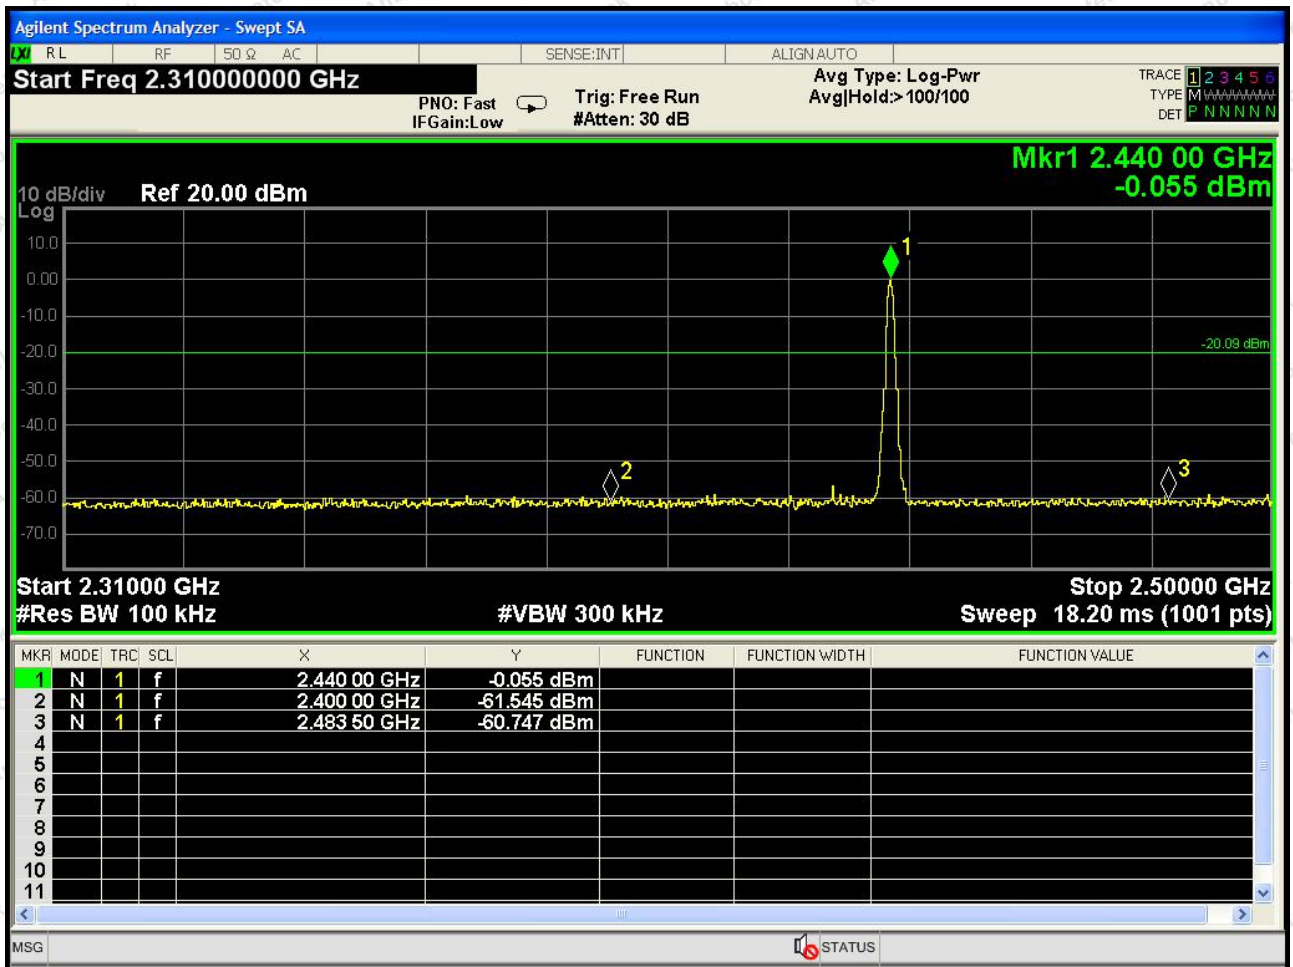 Agilent Spectrum Analyzer - Swept SA
LXI RL RF 50 Ω AC SENSE:INT ALIGNAUTO
Start Freq 2.310000000 GHz
PNO: Fast
IFGain:Low
Trig: Free Run
#Atten: 30 dB
Avg Type: Log-Pwr
Avg|Hold:>100/100
TRACE 1 2 3 4 5 6
TYPE M WWWWW
DET P N N N N N
Mkr1 2.440 00 GHz
-0.055 dBm
10 dB/div Ref 20.00 dBm
Log
10.0
0.00
-10.0
-20.0
-30.0
-40.0
-50.0
-60.0
-70.0
1
-20.09 dBm
2
3
Start 2.31000 GHz Stop 2.50000 GHz
#Res BW 100 kHz #VBW 300 kHz Sweep 18.20 ms (1001 pts)
MKR MODE TRC SCL X Y FUNCTION FUNCTION WIDTH FUNCTION VALUE
1 N 1 f 2.440 00 GHz -0.055 dBm
2 N 1 f 2.400 00 GHz -61.545 dBm
3 N 1 f 2.483 50 GHz -60.747 dBm
4
5
6
7
8
9
10
11
MSG STATUS